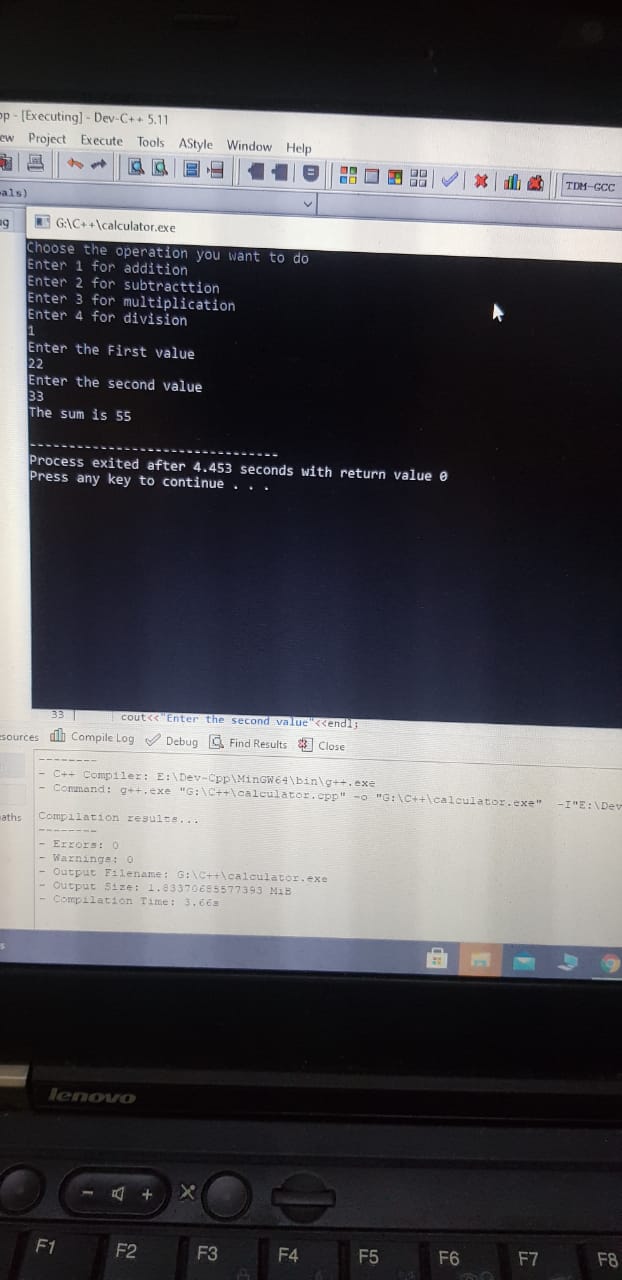 - [Executing] - Dev-C++ 5.11
Project Execute Tools AStyle Window Help
TDM-GCC
als)
G:\C++\calculator.exe
Choose the operation you want to do
Enter 1 for addition
Enter 2 for subtracttion
Enter 3 for multiplication
Enter 4 for division
1
Enter the First value
22
Enter the second value
33
The sum is 55
--------------------------------
Process exited after 4.453 seconds with return value 0
Press any key to continue . . .
33 cout<<"Enter the second value"<<endl;
sources Compile Log Debug Find Results Close
--------
- C++ Compiler: E:\Dev-Cpp\MinGW64\bin\g++.exe
- Command: g++.exe "G:\C++\calculator.cpp" -o "G:\C++\calculator.exe" -I"E:\Dev
aths
Compilation results...
--------
- Errors: 0
- Warnings: 0
- Output Filename: G:\C++\calculator.exe
- Output Size: 1.83370685577393 MiB
- Compilation Time: 3.66s
lenovo
- +
F1 F2 F3 F4 F5 F6 F7 F8